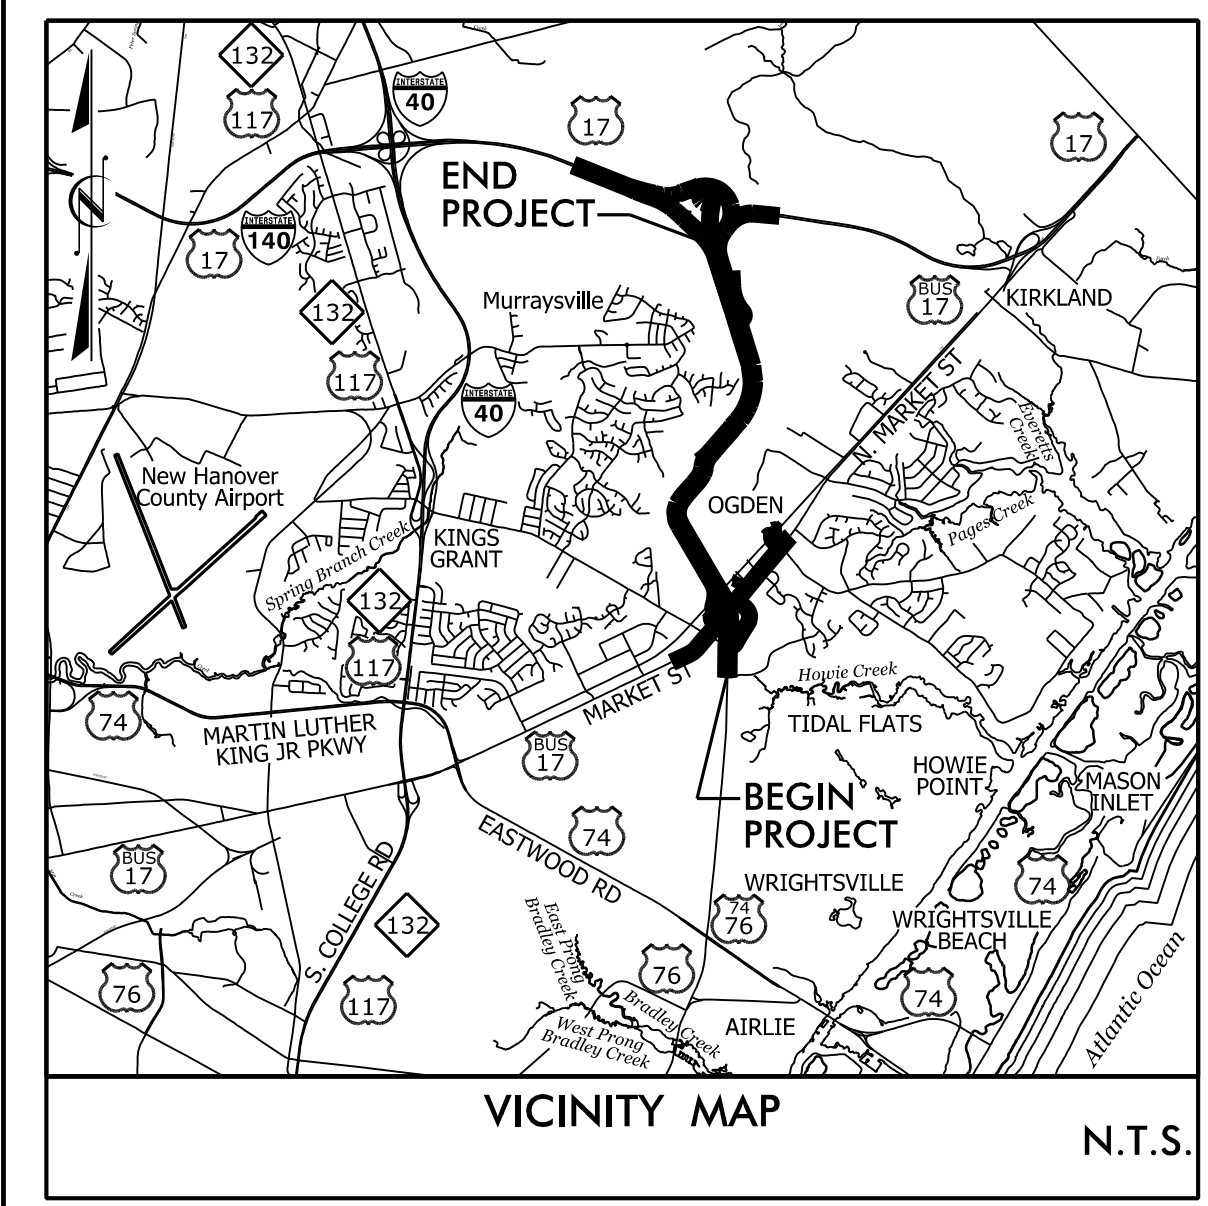 132
117
INTERSTATE
40
17
17
END
PROJECT
N
INTERSTATE
140
17
132
117
Murraysville
BUS
17
KIRKLAND
INTERSTATE
40
N. MARKET ST
Everetts
Creek
New Hanover
County Airport
OGDEN
Pages Creek
KINGS
GRANT
Spring Branch Creek
132
117
Howie Creek
MARKET ST
TIDAL FLATS
74
MARTIN LUTHER
KING JR PKWY
BUS
17
HOWIE
POINT
MASON
INLET
BEGIN
PROJECT
74
EASTWOOD RD
BUS
17
S. COLLEGE RD
WRIGHTSVILLE
74
132
74
76
WRIGHTSVILLE
BEACH
East Prong
Bradley Creek
76
76
117
74
Bradley Creek
West Prong
Bradley Creek
AIRLIE
Atlantic Ocean
VICINITY MAP
N.T.S.